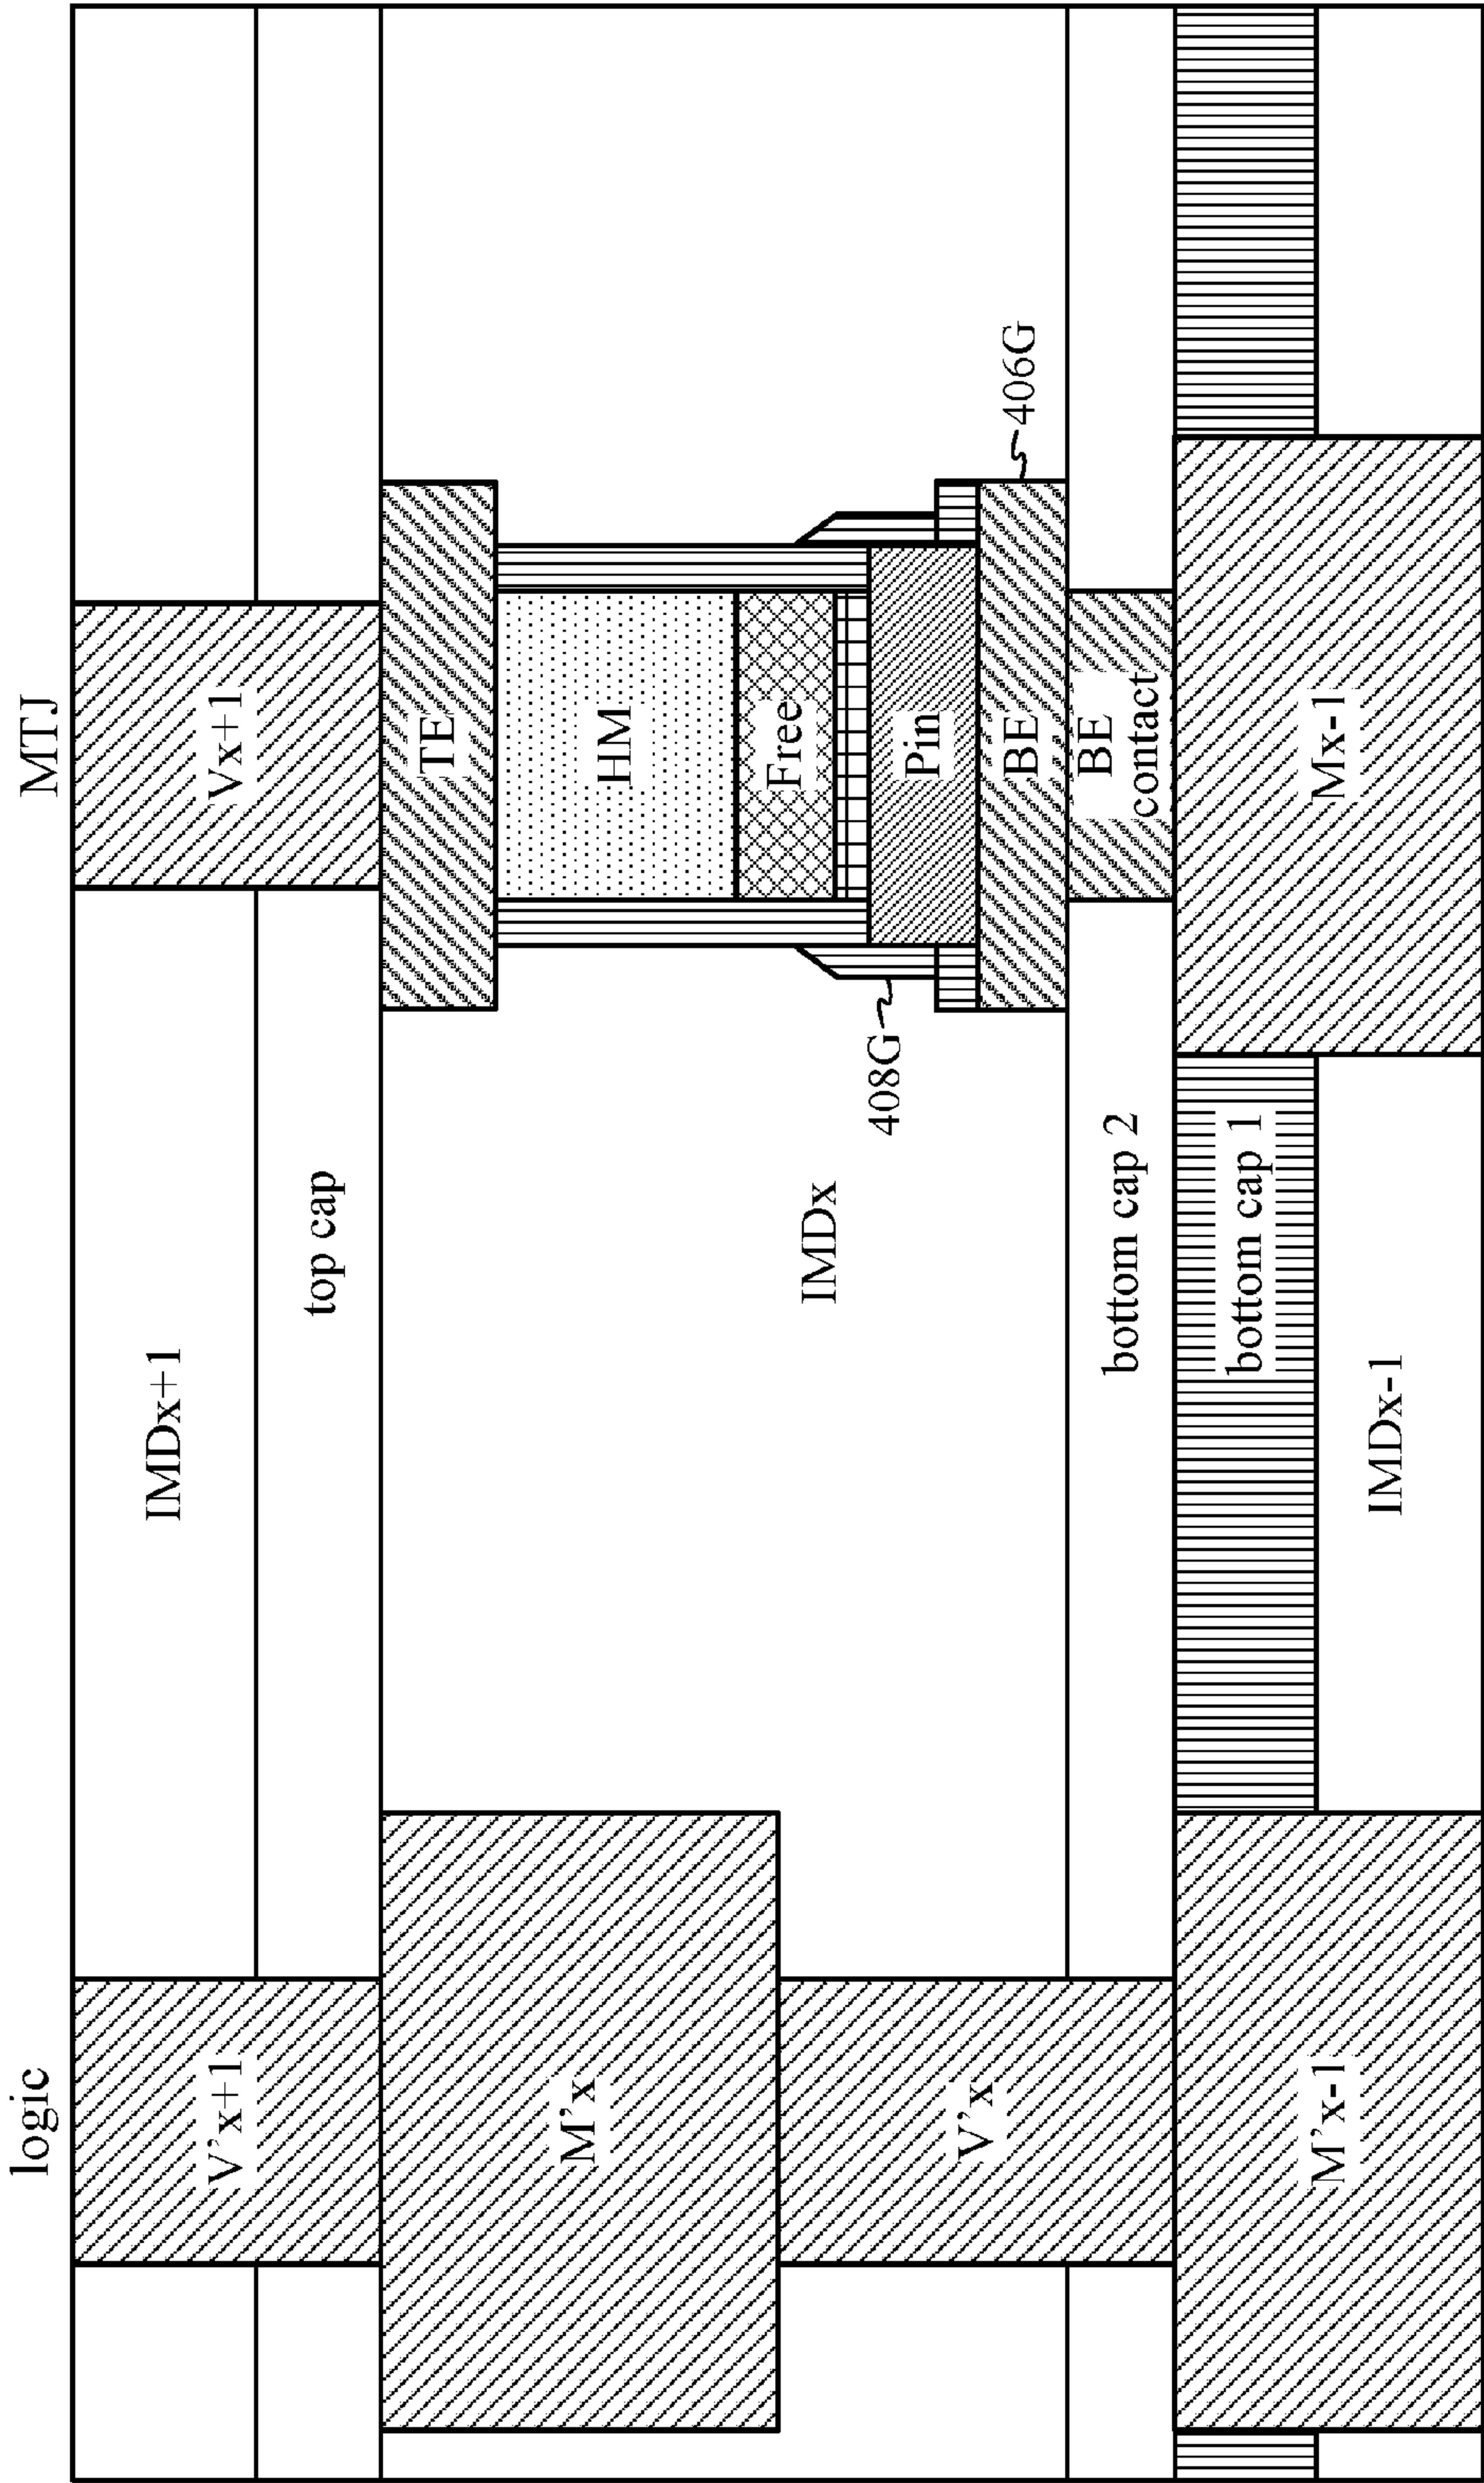 logic
MTJ
IMDx+1
V'x+1
Vx+1
top cap
TE
M'x
HM
Free
IMDx
408G
Pin
V'x
BE
406G
bottom cap 2
BE
contact
bottom cap 1
M'x-1
Mx-1
IMDx-1